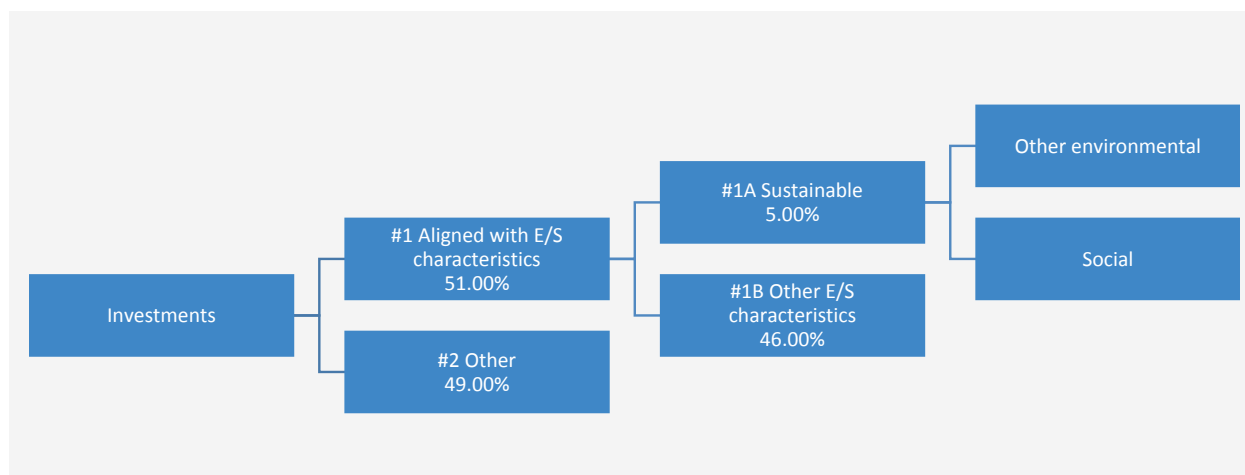 Investments
#1 Aligned with E/S
characteristics
51.00%
#2 Other
49.00%
#1A Sustainable
5.00%
#1B Other E/S
characteristics
46.00%
Other environmental
Social